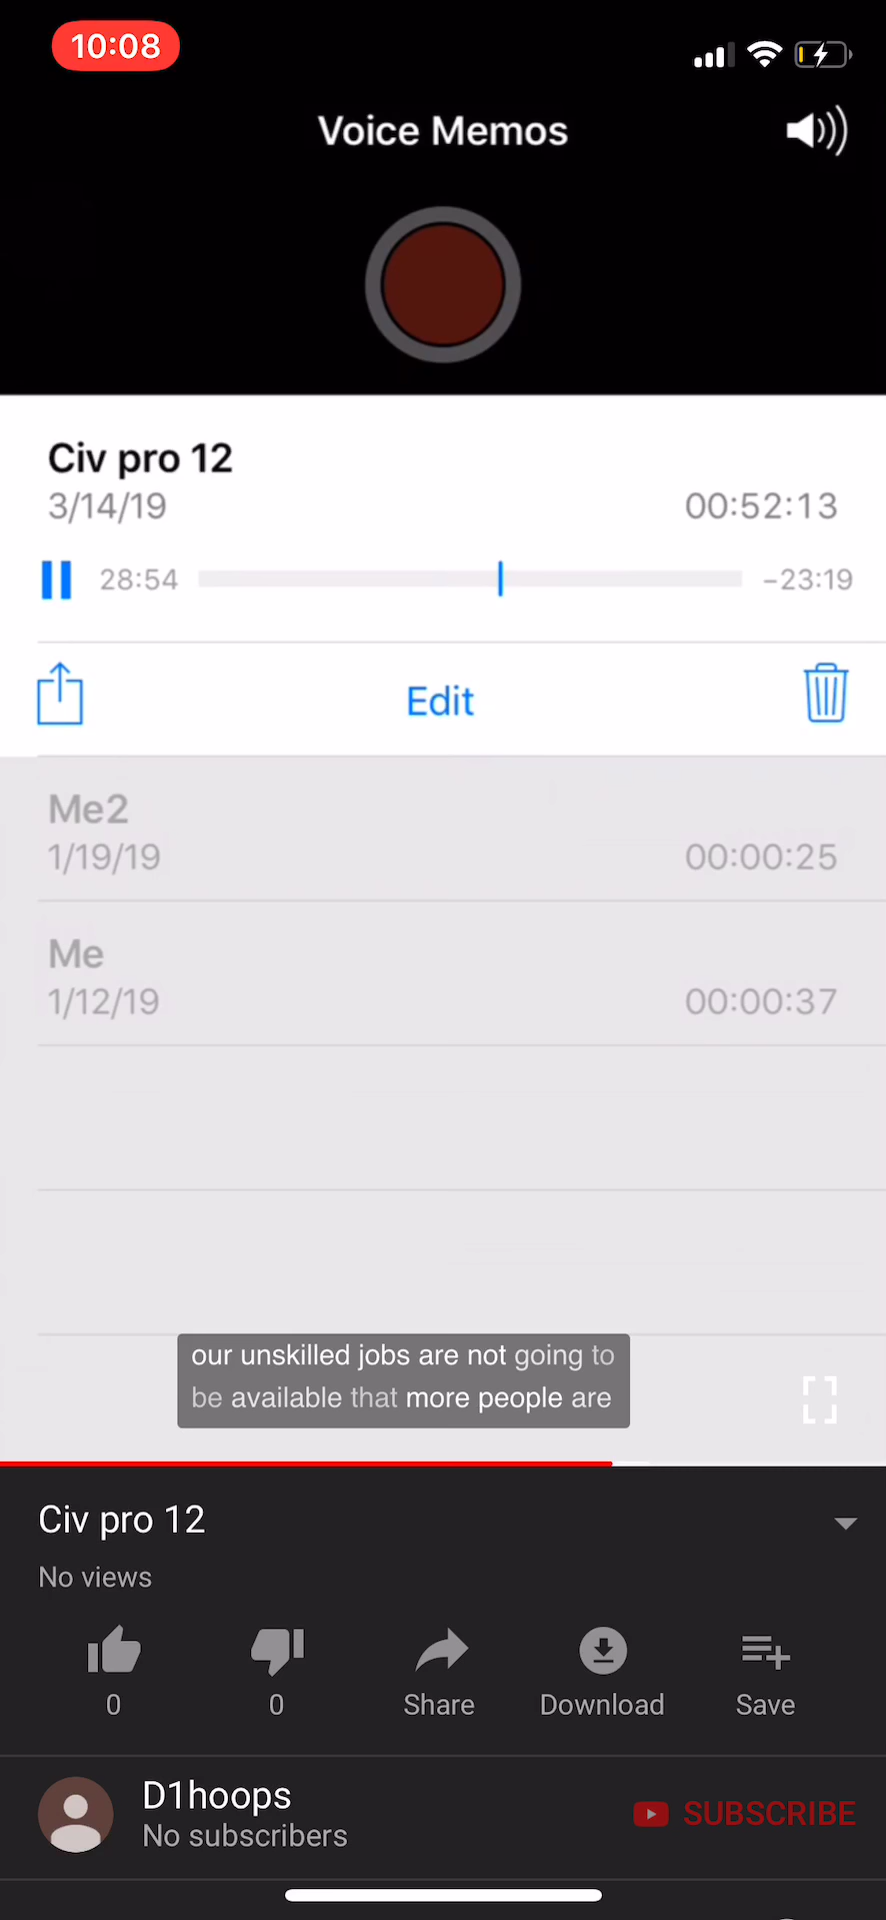 10:08
Voice Memos
Civ pro 12
3/14/19
00:52:13
28:54
-23:19
Edit
Me2
1/19/19
00:00:25
Me
1/12/19
00:00:37
our unskilled jobs are not going to
be available that more people are
Civ pro 12
No views
0
0
Share
Download
Save
D1hoops
SUBSCRIBE
No subscribers